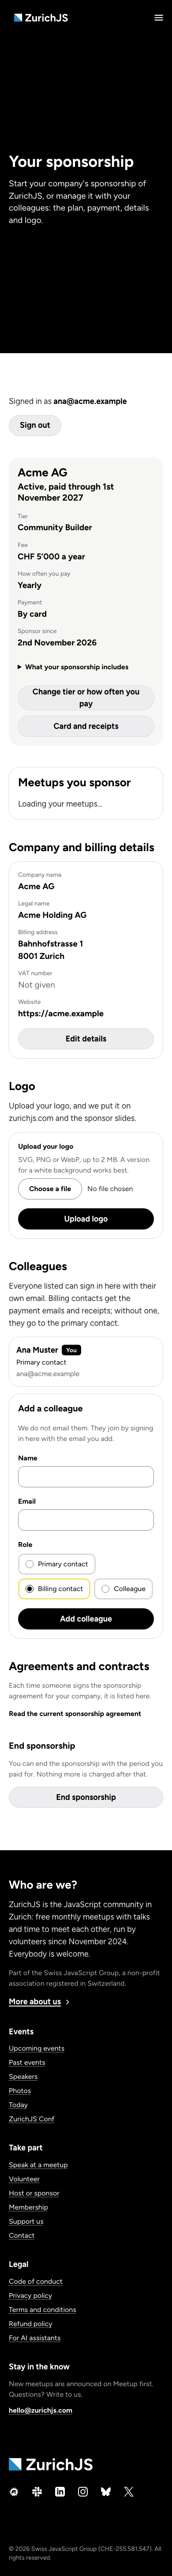 ZurichJS
Your sponsorship
Start your company's sponsorship of
ZurichJS, or manage it with your
colleagues: the plan, payment, details
and logo.
Signed in as ana@acme.example
Sign out
Acme AG
Active, paid through 1st
November 2027
Tier
Community Builder
Fee
CHF 5'000 a year
How often you pay
Yearly
Payment
By card
Sponsor since
2nd November 2026
What your sponsorship includes
Change tier or how often you
pay
Card and receipts
Meetups you sponsor
Loading your meetups...
Company and billing details
Company name
Acme AG
Legal name
Acme Holding AG
Billing address
Bahnhofstrasse 1
8001 Zurich
VAT number
Not given
Website
https://acme.example
Edit details
Logo
Upload your logo, and we put it on
zurichjs.com and the sponsor slides.
Upload your logo
SVG, PNG or WebP, up to 2 MB. A version
for a white background works best.
Choose a file
No file chosen
Upload logo
Colleagues
Everyone listed can sign in here with their
own email. Billing contacts get the
payment emails and receipts; without one,
they go to the primary contact.
Ana Muster You
Primary contact
ana@acme.example
Add a colleague
We do not email them. They join by signing
in here with the email you add.
Name
Email
Role
Primary contact
Billing contact
Colleague
Add colleague
Agreements and contracts
Each time someone signs the sponsorship
agreement for your company, it is listed here.
Read the current sponsorship agreement
End sponsorship
You can end the sponsorship with the period you
paid for. Nothing more is charged after that.
End sponsorship
Who are we?
ZurichJS is the JavaScript community in
Zurich: free monthly meetups with talks
and time to meet each other, run by
volunteers since November 2024.
Everybody is welcome.
Part of the Swiss JavaScript Group, a non-profit
association registered in Switzerland.
More about us
Events
Upcoming events
Past events
Speakers
Photos
Today
ZurichJS Conf
Take part
Speak at a meetup
Volunteer
Host or sponsor
Membership
Support us
Contact
Legal
Code of conduct
Privacy policy
Terms and conditions
Refund policy
For AI assistants
Stay in the know
New meetups are announced on Meetup first.
Questions? Write to us.
hello@zurichjs.com
ZurichJS
© 2026 Swiss JavaScript Group (CHE-255.581.547). All
rights reserved.